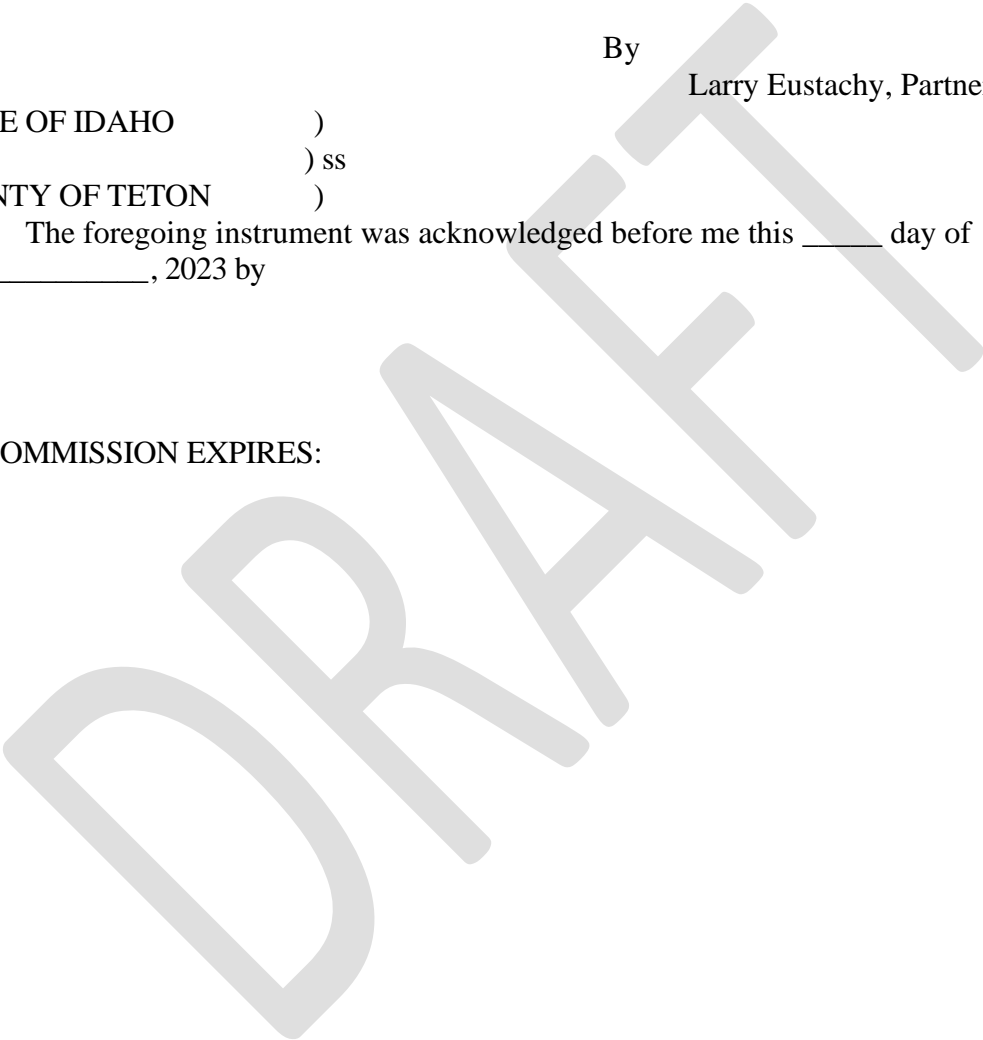 By
Larry Eustachy, Partne
E OF IDAHO )
) ss
NTY OF TETON )
The foregoing instrument was acknowledged before me this _____ day of
__________, 2023 by
OMMISSION EXPIRES:
DRAFT